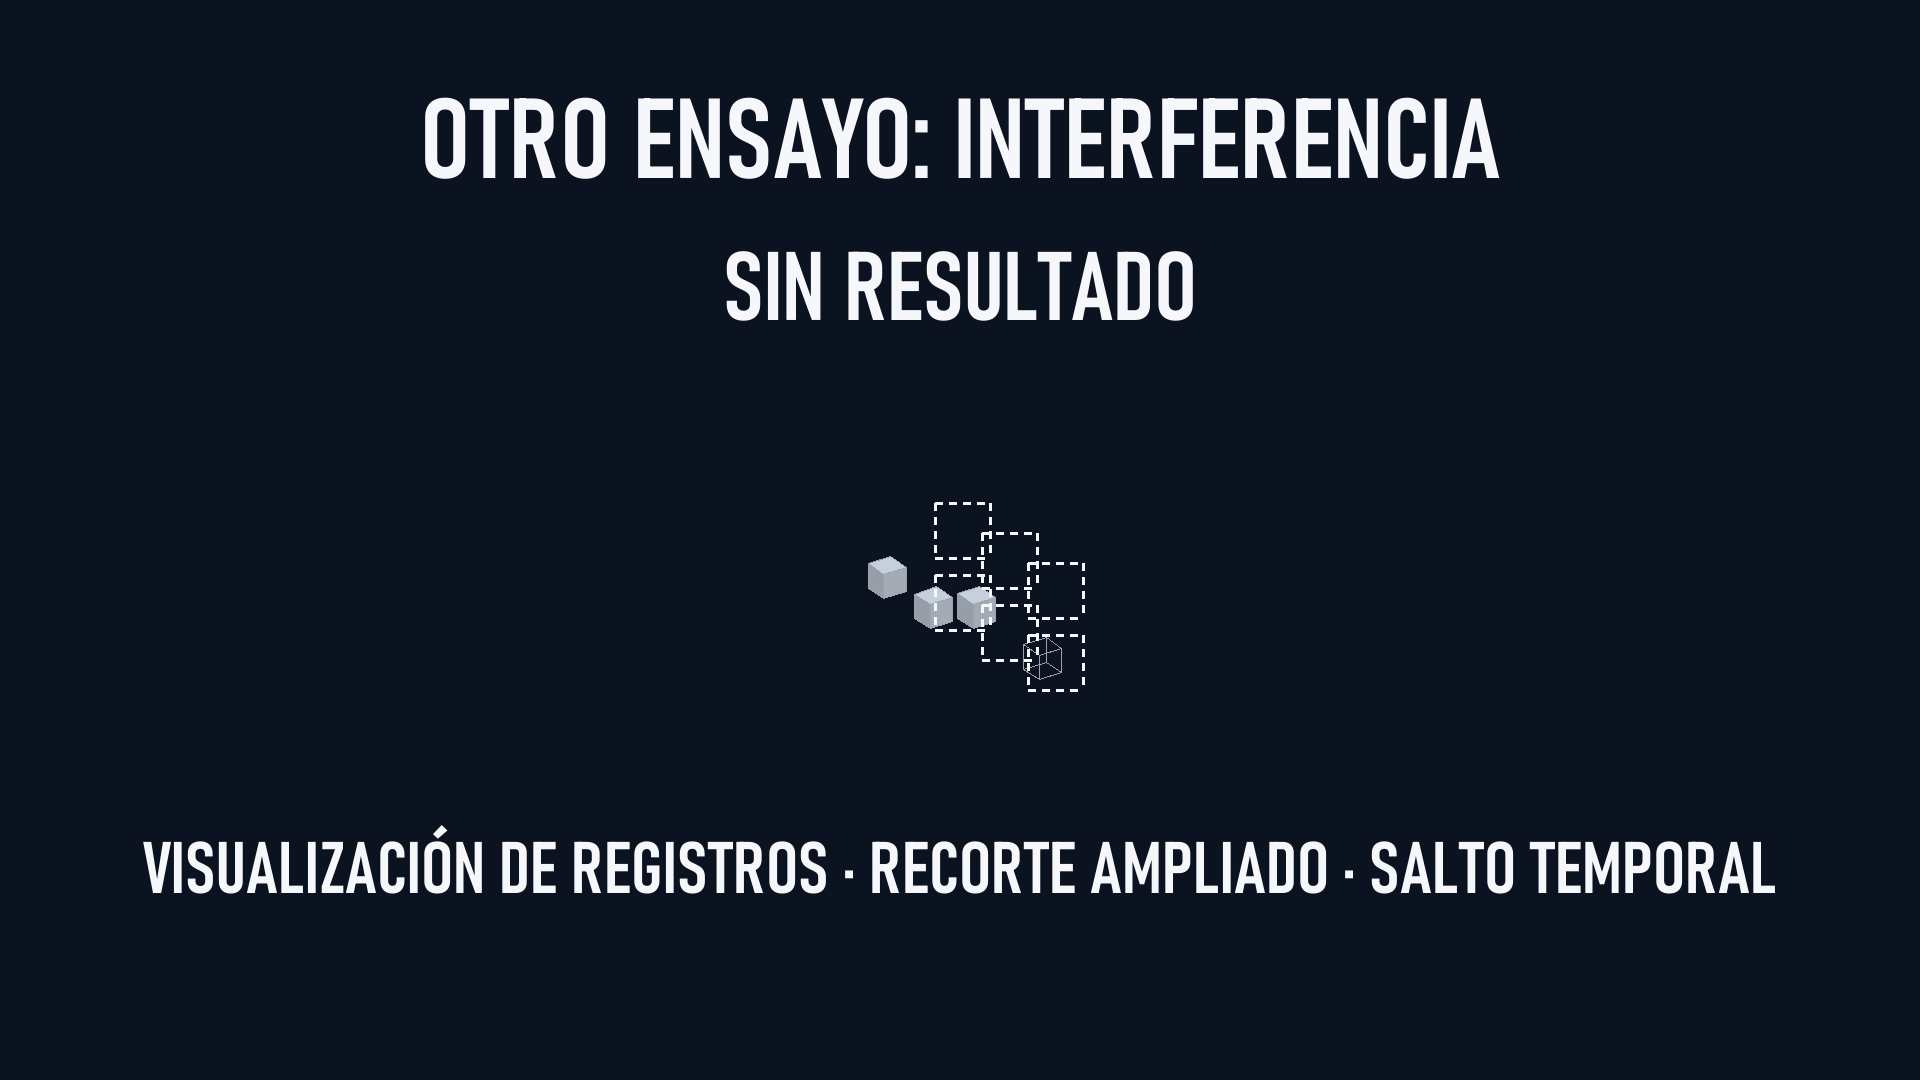 OTRO ENSAYO: INTERFERENCIA
SIN RESULTADO
VISUALIZACIÓN DE REGISTROS · RECORTE AMPLIADO · SALTO TEMPORAL